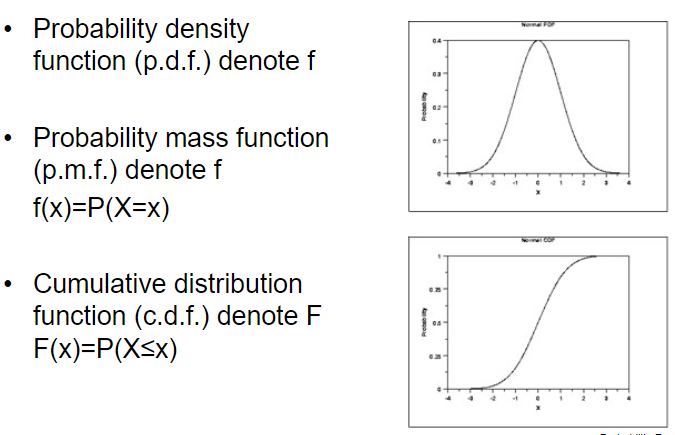 • Probability density
function (p.d.f.) denote f
• Probability mass function
(p.m.f.) denote f
f(x)=P(X=x)
• Cumulative distribution
function (c.d.f.) denote F
F(x)=P(X≤x)
Normal PDF
Probability
0.4
0.3
0.2
0.1
0
-4 -3 -2 -1 0 1 2 3 4
X
Normal CDF
Probability
1
0.75
0.5
0.25
0
-4 -3 -2 -1 0 1 2 3 4
X